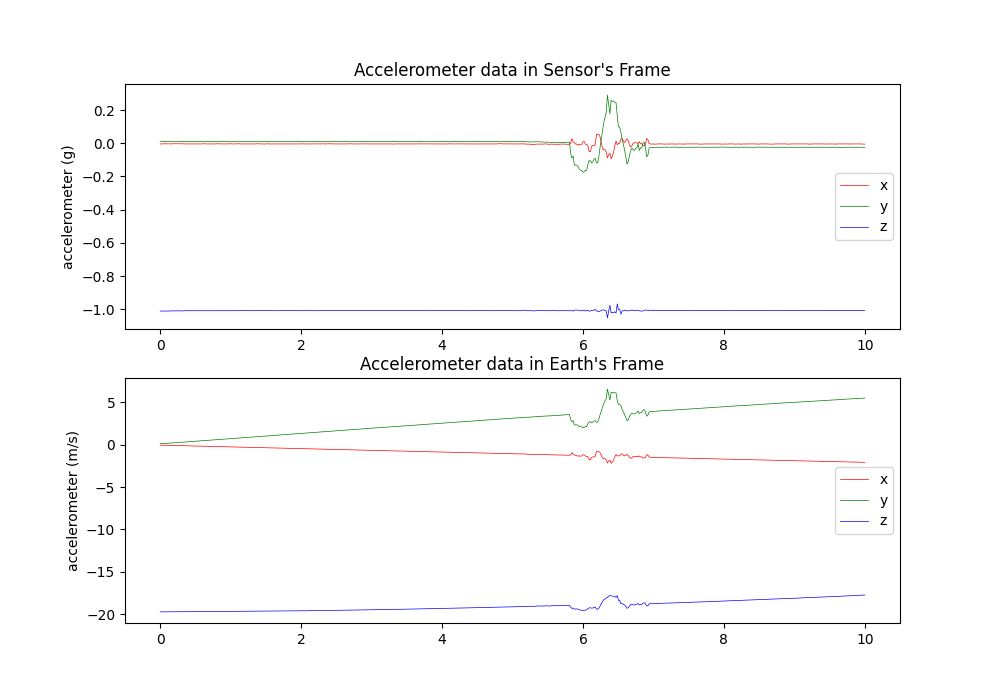 Accelerometer data in Sensor's Frame
accelerometer (g)
0.2
0.0
−0.2
−0.4
−0.6
−0.8
−1.0
x
y
z
0 2 4 6 8 10
Accelerometer data in Earth's Frame
accelerometer (m/s)
5
0
−5
−10
−15
−20
x
y
z
0 2 4 6 8 10